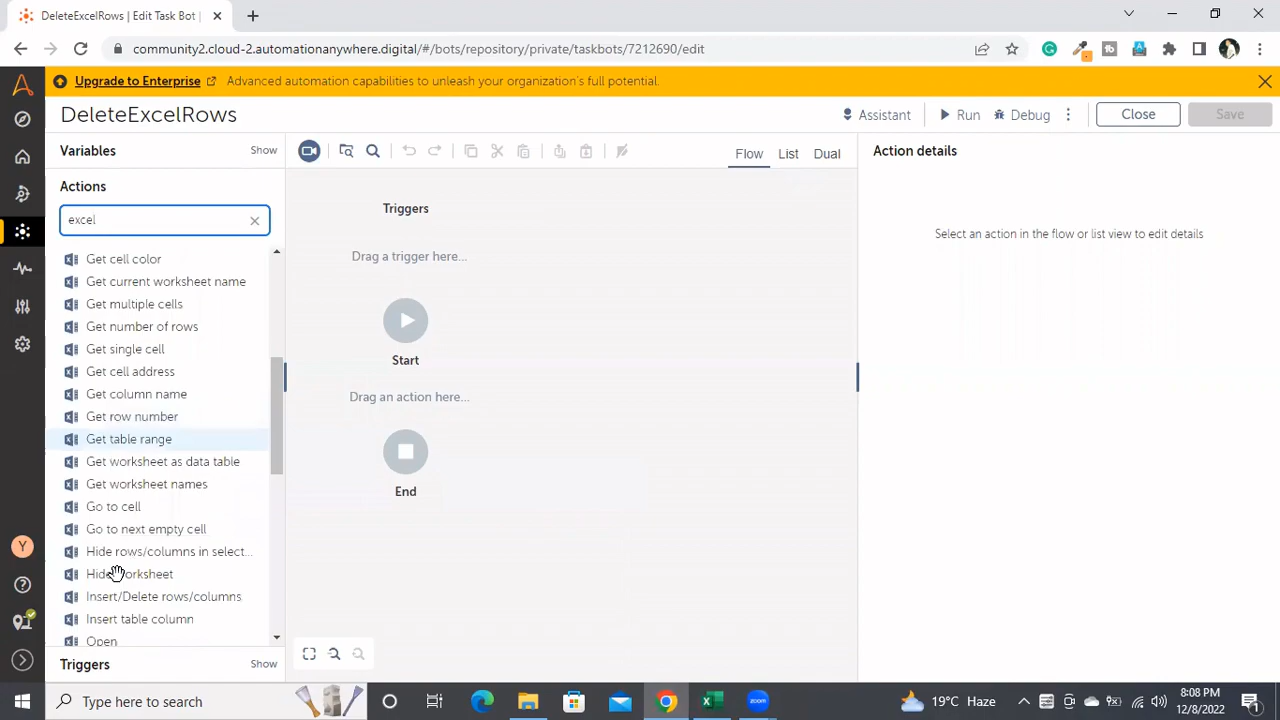 DeleteExcelRows | Edit Task Bot |
community2.cloud-2.automationanywhere.digital/#/bots/repository/private/taskbots/7212690/edit
Upgrade to Enterprise Advanced automation capabilities to unleash your organization's full potential.
DeleteExcelRows
Assistant
Run
Debug
Close
Save
Variables
Show
Flow
List
Dual
Action details
Actions
excel
Get cell color
Get current worksheet name
Get multiple cells
Get number of rows
Get single cell
Get cell address
Get column name
Get row number
Get table range
Get worksheet as data table
Get worksheet names
Go to cell
Go to next empty cell
Hide rows/columns in select...
Hide worksheet
Insert/Delete rows/columns
Insert table column
Open
Triggers
Show
Triggers
Drag a trigger here...
Start
Drag an action here...
End
Select an action in the flow or list view to edit details
Y
Type here to search
zoom
19°C Haze
8:08 PM
12/8/2022
1